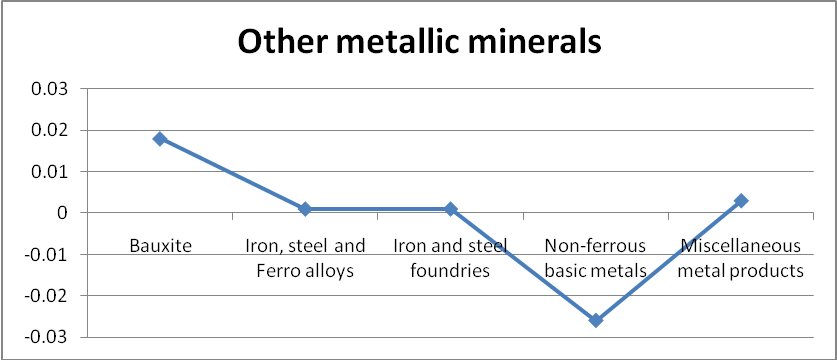 Other metallic minerals
0.03
0.02
0.01
0
-0.01
-0.02
-0.03
Bauxite
Iron, steel and
Ferro alloys
Iron and steel
foundries
Non-ferrous
basic metals
Miscellaneous
metal products